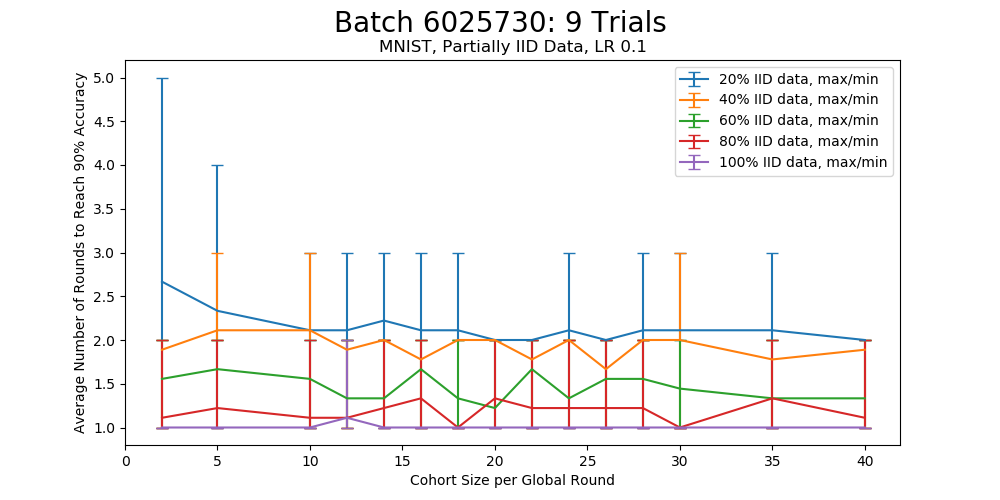 Batch 6025730: 9 Trials
MNIST, Partially IID Data, LR 0.1
Average Number of Rounds to Reach 90% Accuracy
5.0
4.5
4.0
3.5
3.0
2.5
2.0
1.5
1.0
20% IID data, max/min
40% IID data, max/min
60% IID data, max/min
80% IID data, max/min
100% IID data, max/min
0 5 10 15 20 25 30 35 40
Cohort Size per Global Round